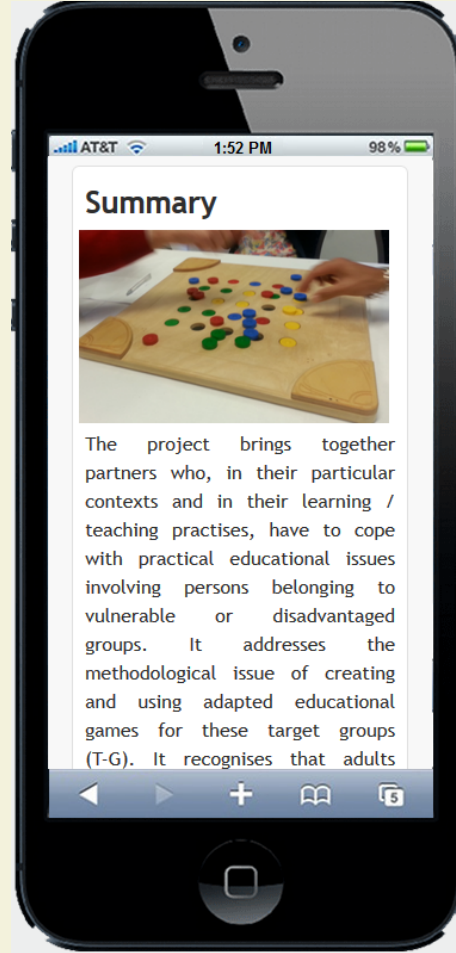 AT&T 1:52 PM 98%
Summary
The project brings together
partners who, in their particular
contexts and in their learning /
teaching practises, have to cope
with practical educational issues
involving persons belonging to
vulnerable or disadvantaged
groups. It addresses the
methodological issue of creating
and using adapted educational
games for these target groups
(T-G). It recognises that adults
5